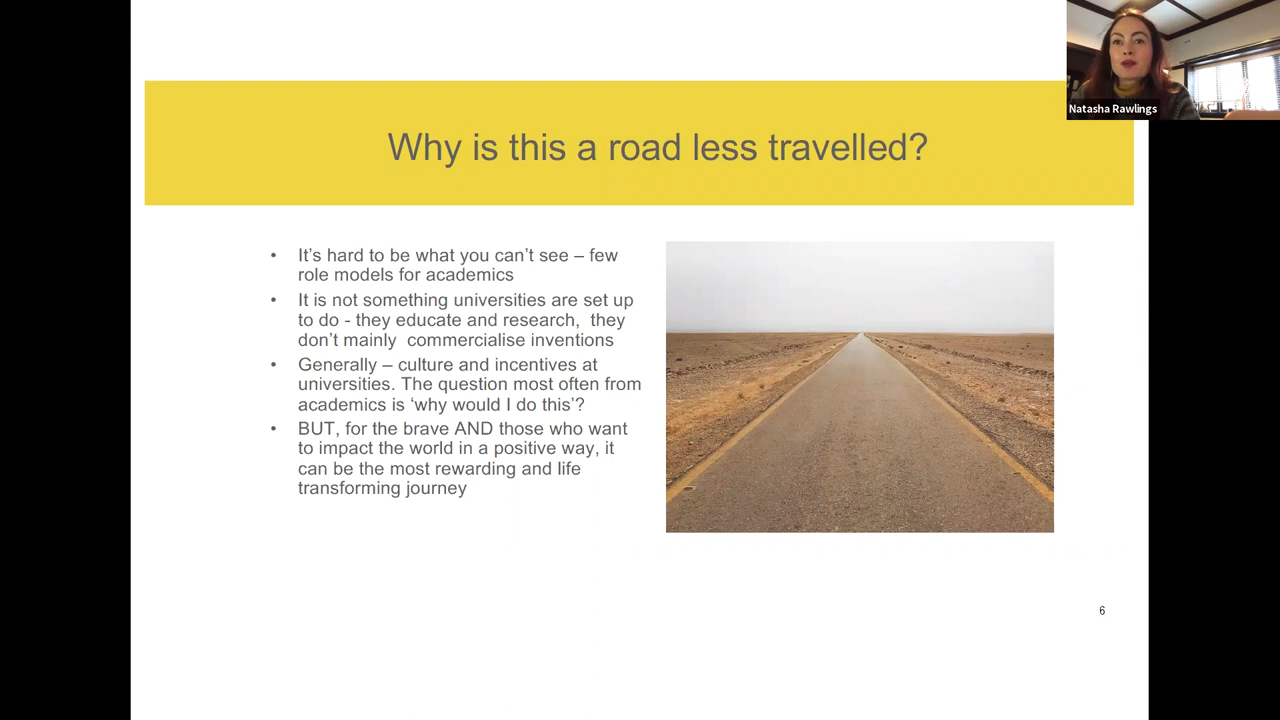 Natasha Rawlings
Why is this a road less travelled?
• It’s hard to be what you can’t see – few
role models for academics
• It is not something universities are set up
to do - they educate and research,  they
don’t mainly  commercialise inventions
• Generally – culture and incentives at
universities. The question most often from
academics is ‘why would I do this’?
• BUT, for the brave AND those who want
to impact the world in a positive way, it
can be the most rewarding and life
transforming journey
6